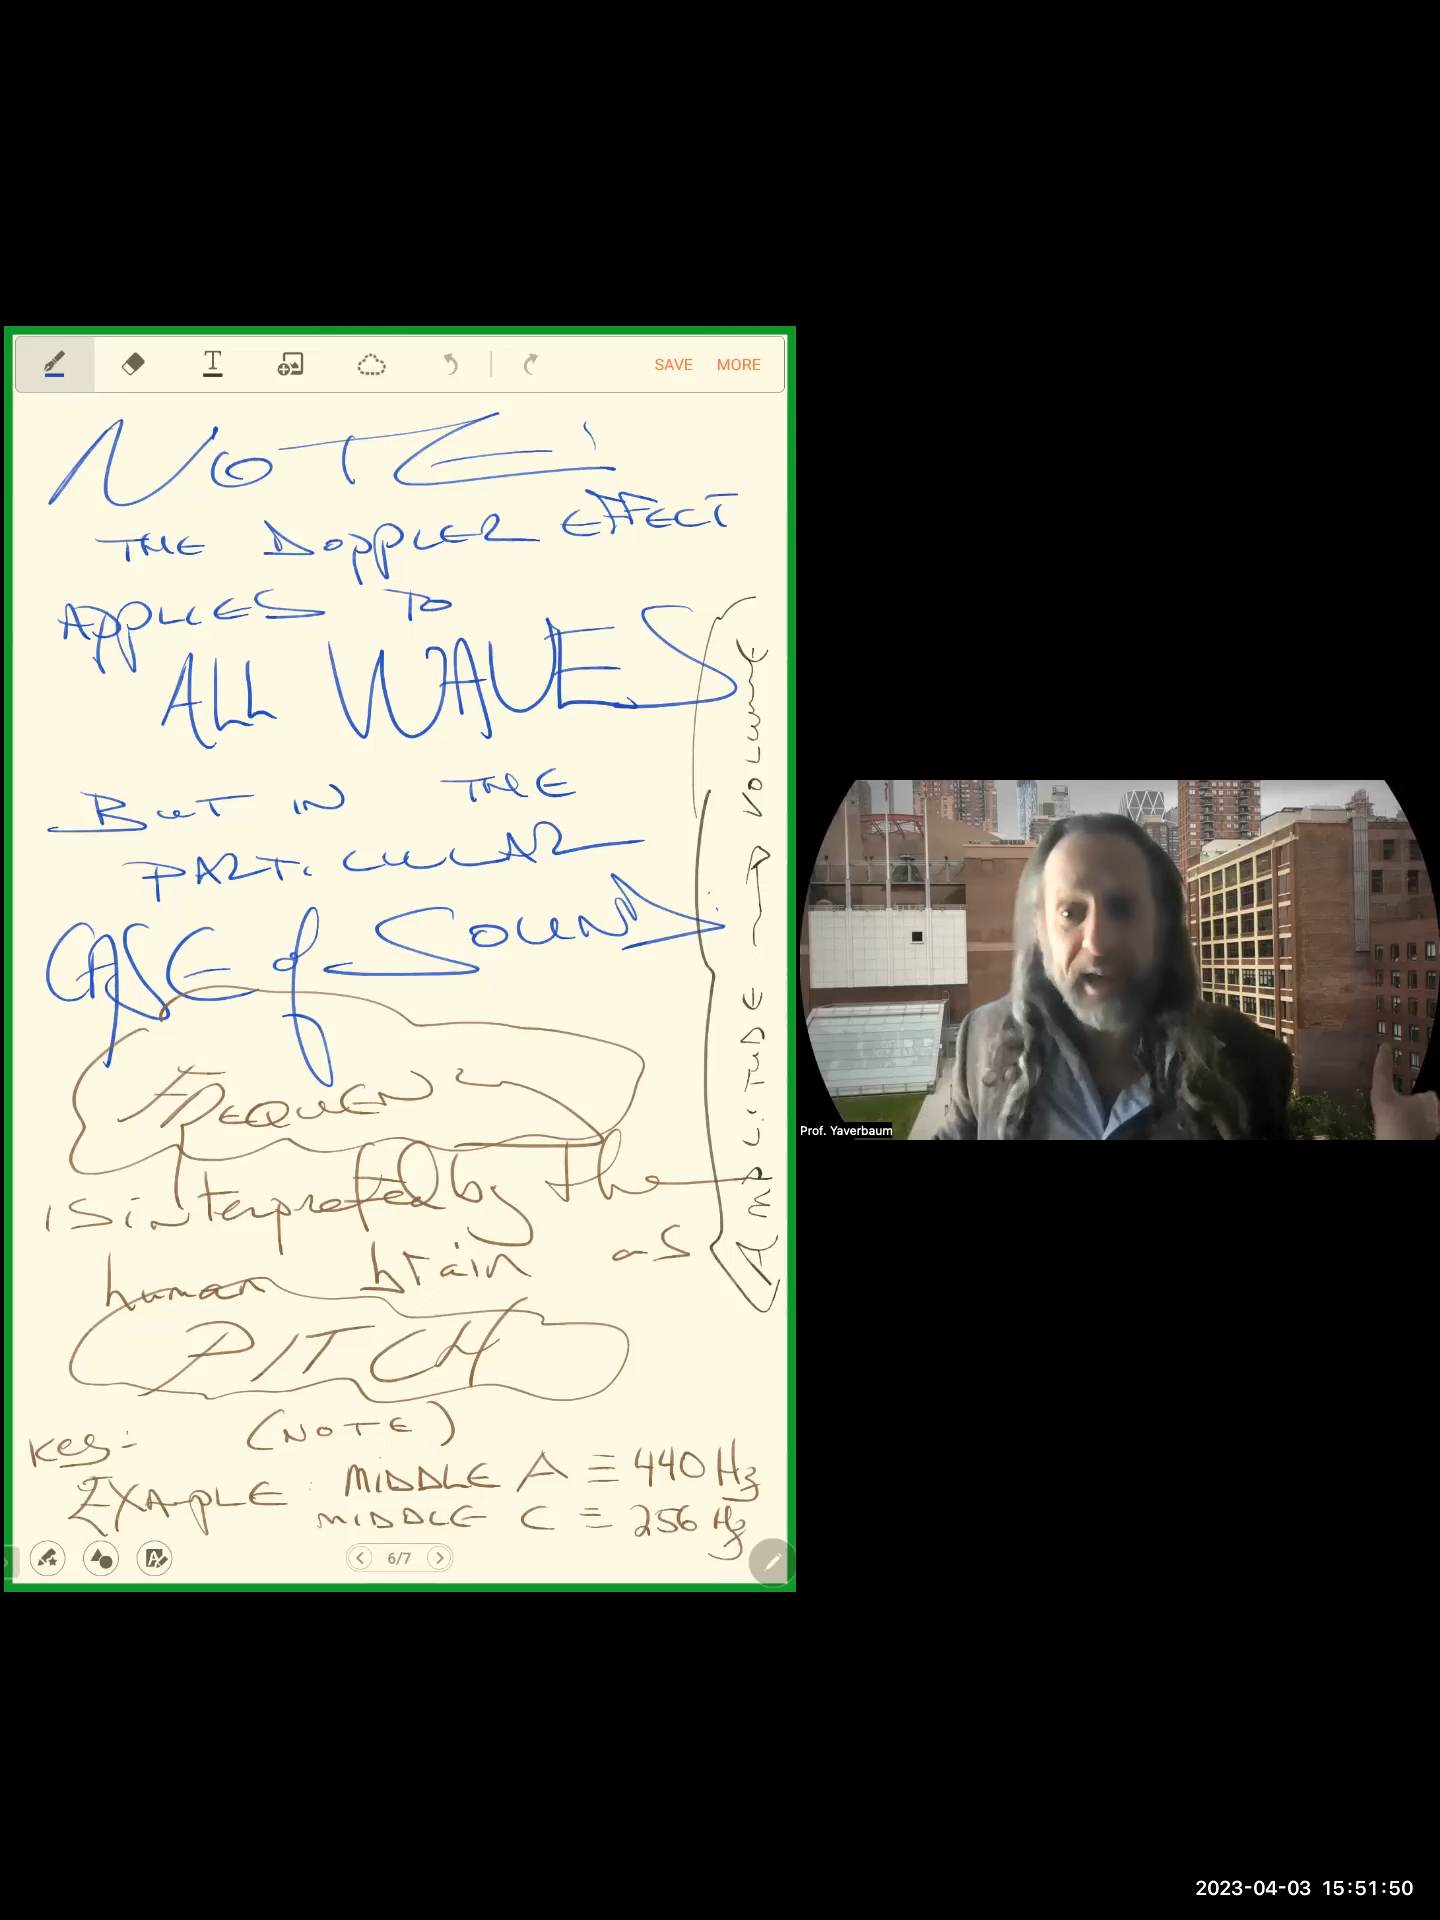 SAVE MORE
NOTE:
THE DOPPLER EFFECT
APPLIES TO
ALL WAVES
BUT IN THE
PARTICULAR
CASE of SOUND
FREQUENCY
is interpreted by the
human brain as
PITCH
(NOTE)
Key:
EXAMPLE: MIDDLE A ≡ 440 Hz
MIDDLE C ≡ 256 Hz
AMPLITUDE → VOLUME
6/7
Prof. Yaverbaum
2023-04-03 15:51:50